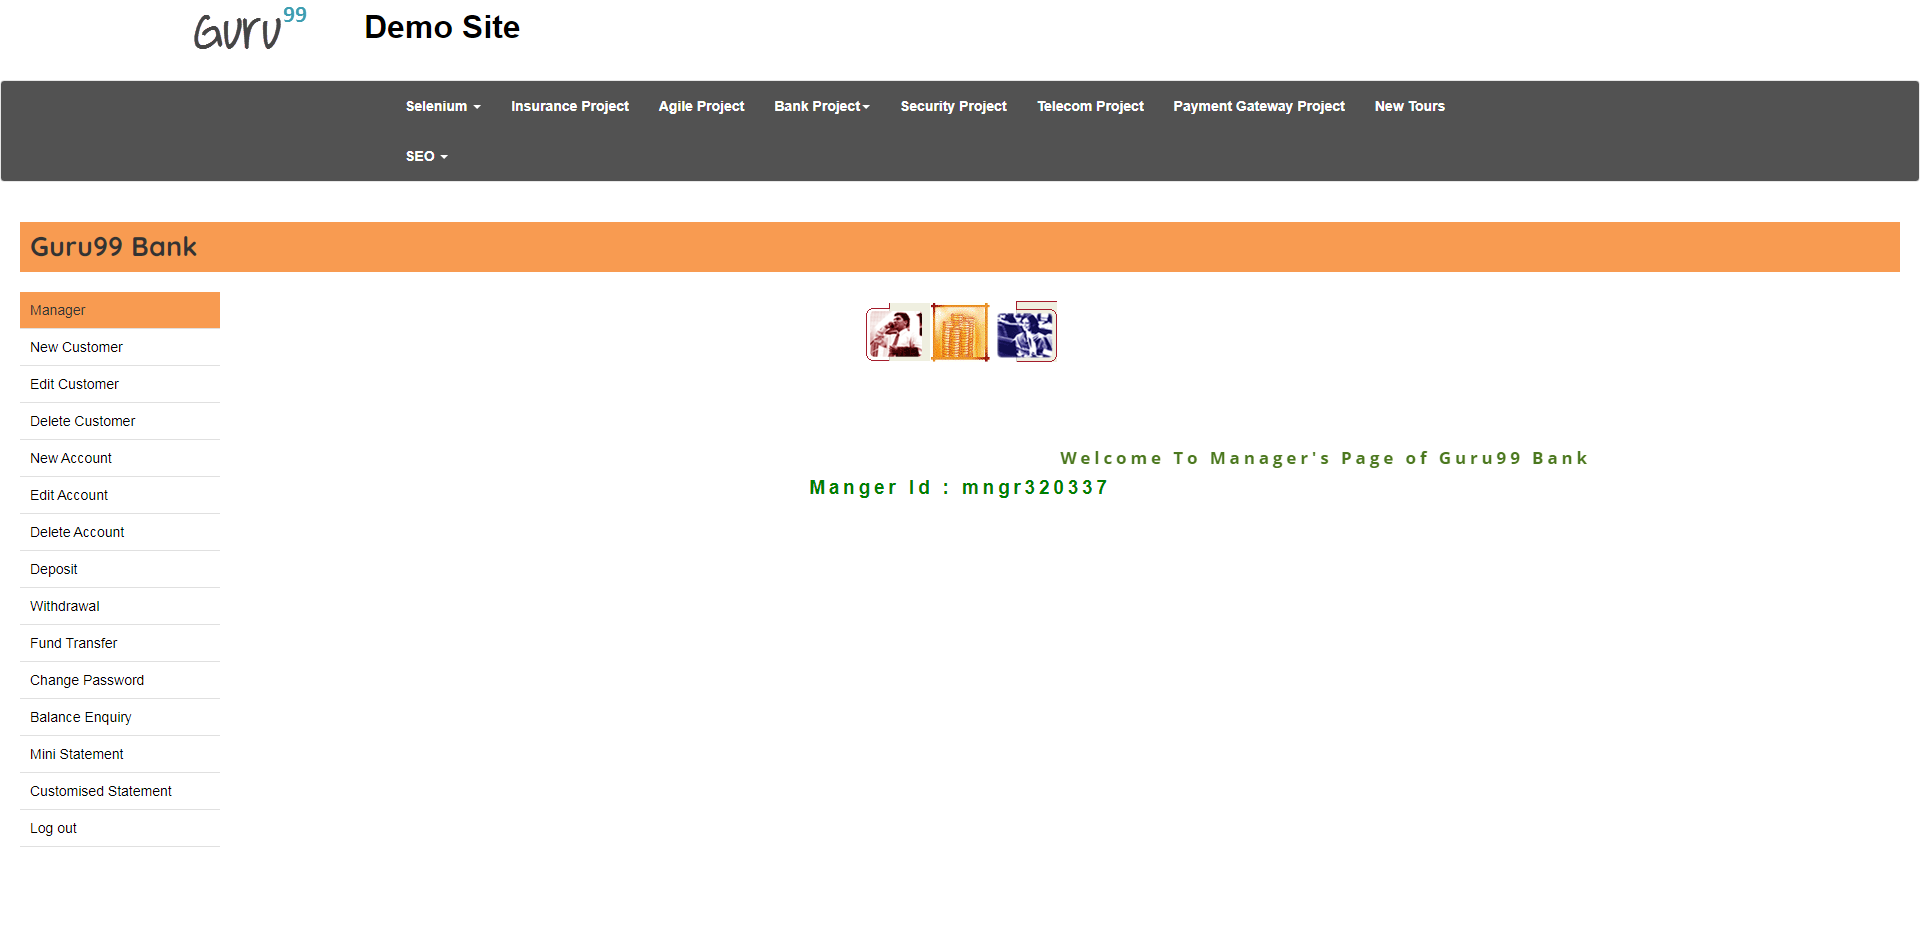 Guru99
Demo Site
Selenium
Insurance Project
Agile Project
Bank Project
Security Project
Telecom Project
Payment Gateway Project
New Tours
SEO
Guru99 Bank
Manager
New Customer
Edit Customer
Delete Customer
New Account
Edit Account
Delete Account
Deposit
Withdrawal
Fund Transfer
Change Password
Balance Enquiry
Mini Statement
Customised Statement
Log out
Welcome To Manager's Page of Guru99 Bank
Manger Id : mngr320337